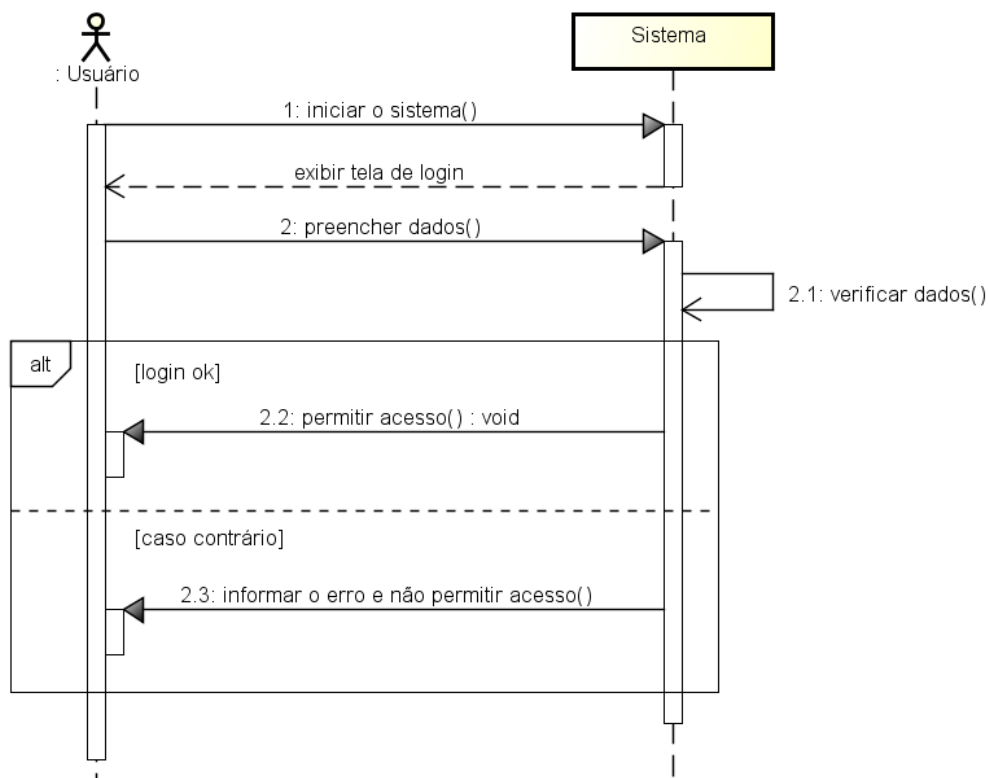 Sistema
: Usuário
1: iniciar o sistema()
exibir tela de login
2: preencher dados()
2.1: verificar dados()
alt
[login ok]
2.2: permitir acesso() : void
[caso contrário]
2.3: informar o erro e não permitir acesso()